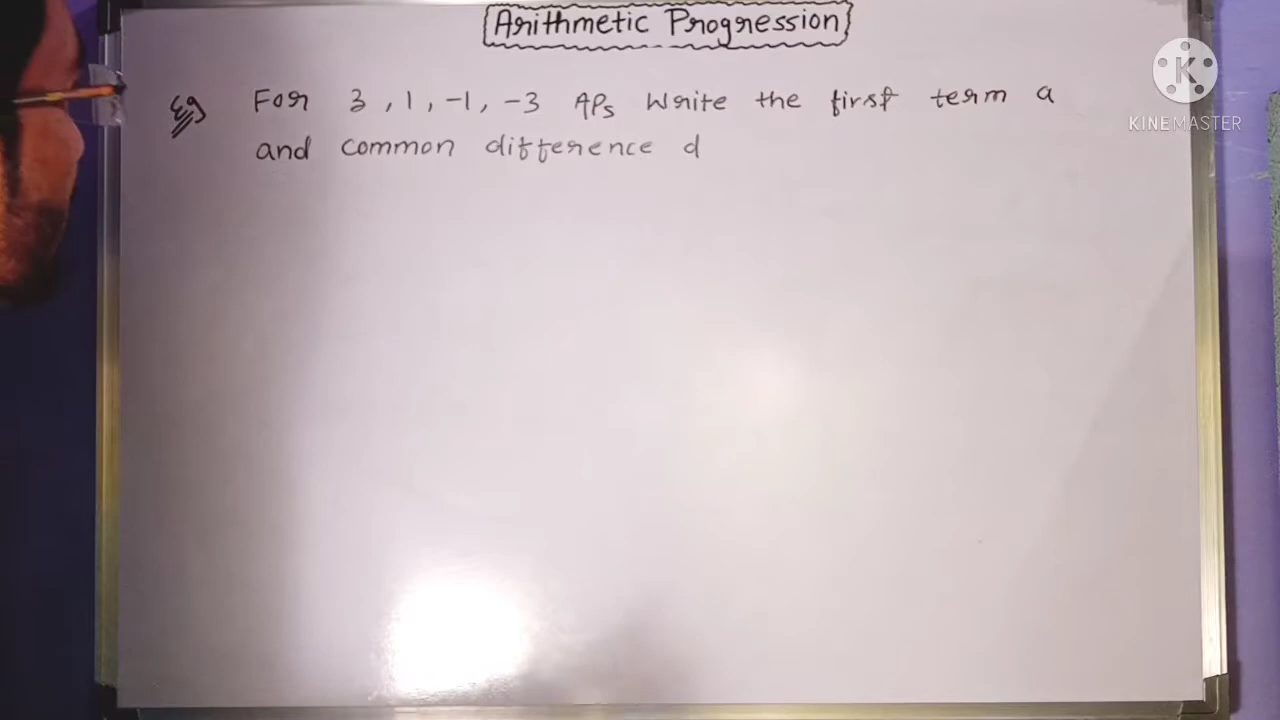 Arithmetic Progression
Eg For 3, 1, -1, -3 APs Write the first term a
and common difference d
K
KINEMASTER